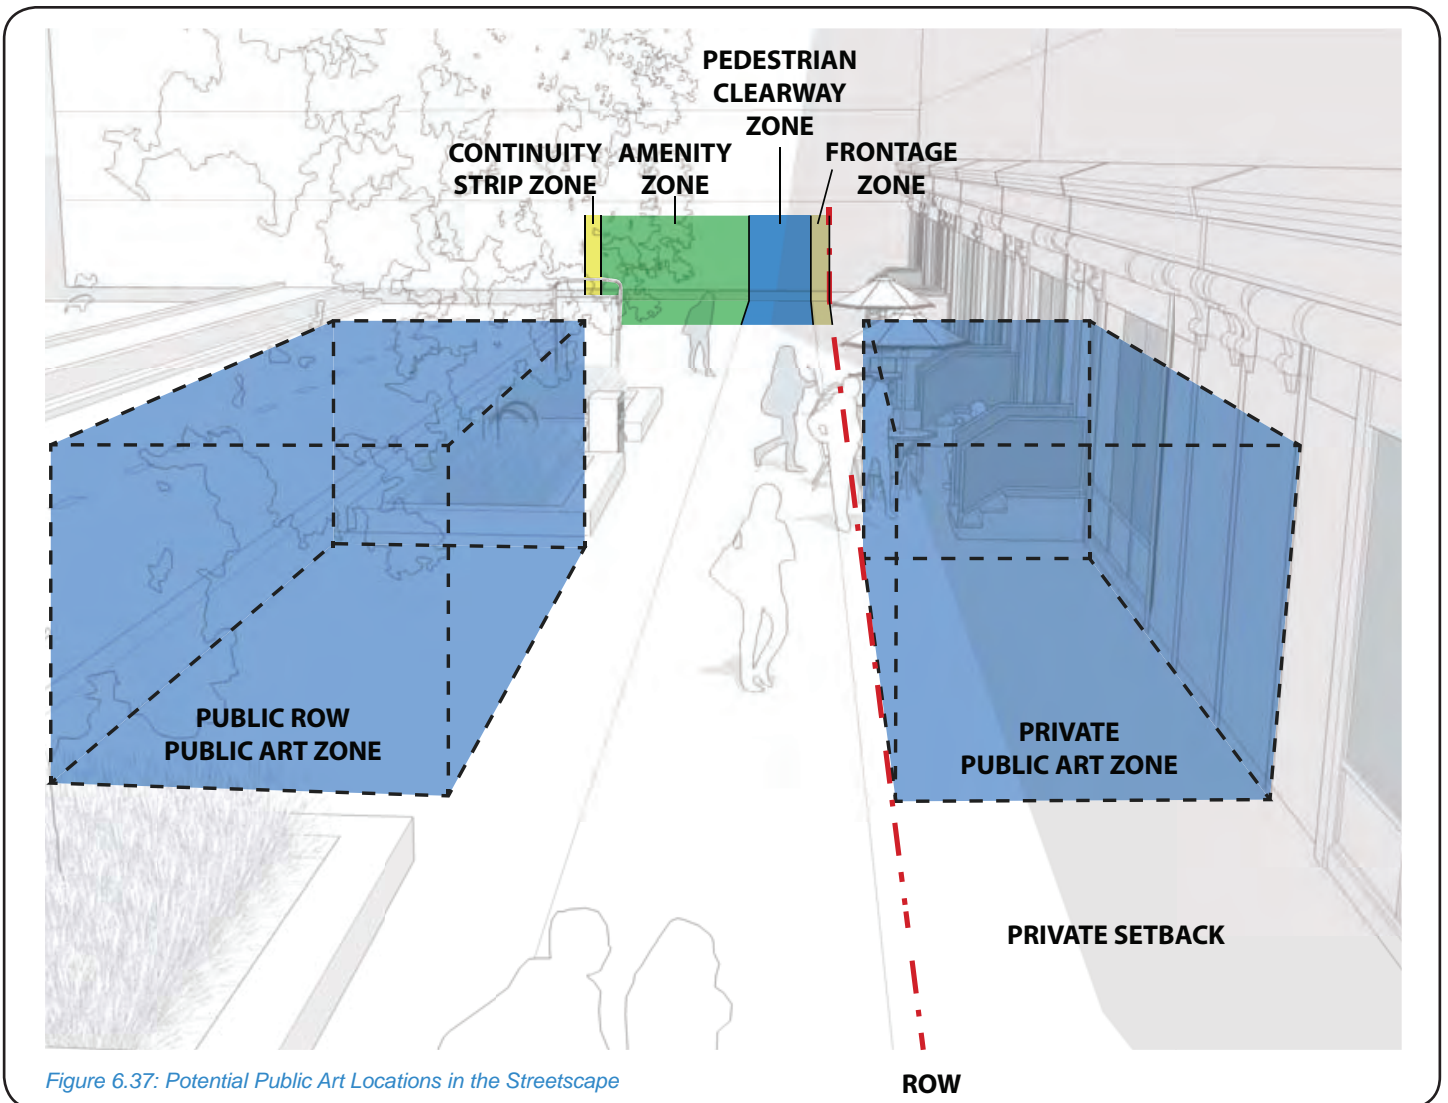 PEDESTRIAN
CLEARWAY
ZONE
CONTINUITY
STRIP ZONE
AMENITY
ZONE
FRONTAGE
ZONE
PUBLIC ROW
PUBLIC ART ZONE
PRIVATE
PUBLIC ART ZONE
PRIVATE SETBACK
Figure 6.37: Potential Public Art Locations in the Streetscape
ROW